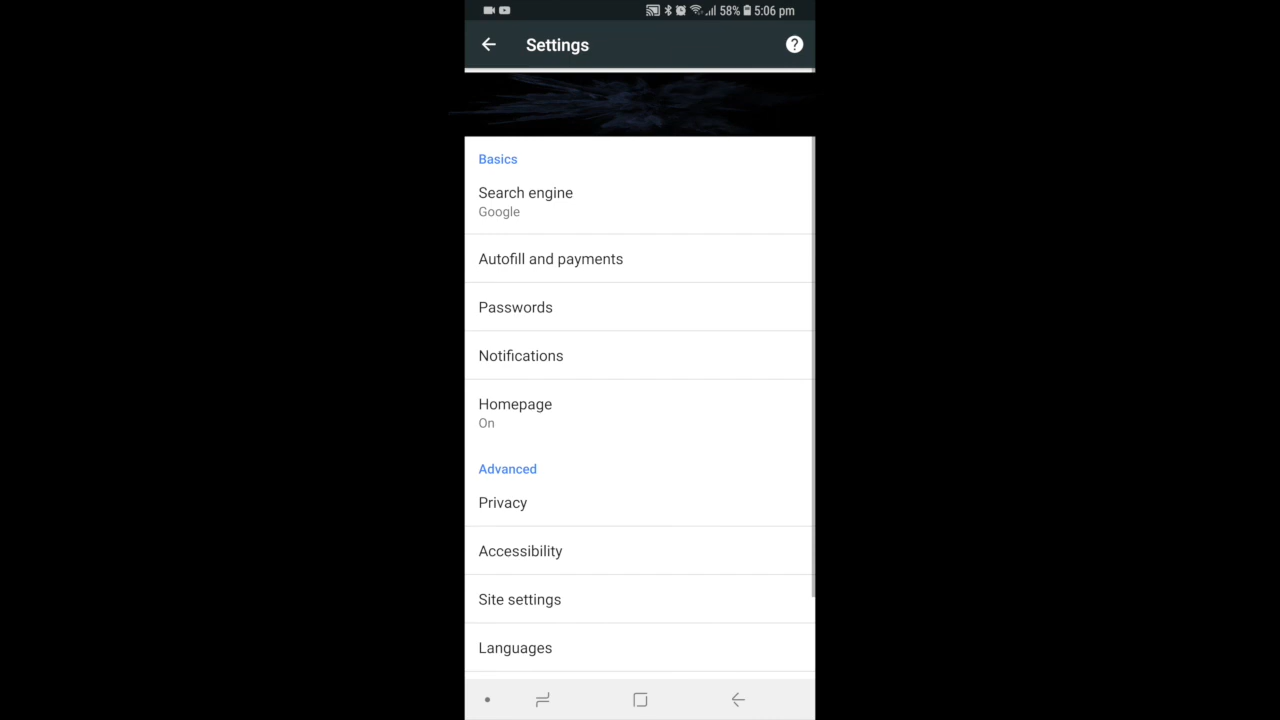 58% 5:06 pm
Settings
Basics
Search engine
Google
Autofill and payments
Passwords
Notifications
Homepage
On
Advanced
Privacy
Accessibility
Site settings
Languages